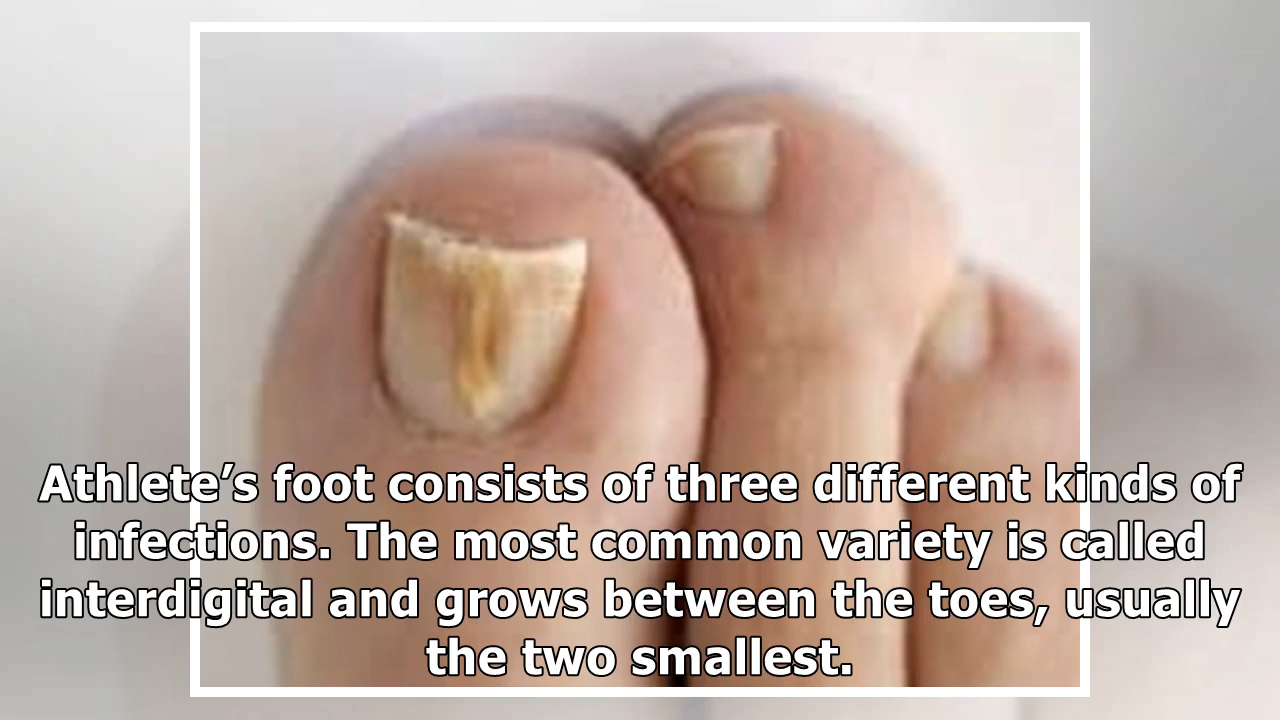 Athlete’s foot consists of three different kinds of
infections. The most common variety is called
interdigital and grows between the toes, usually
the two smallest.